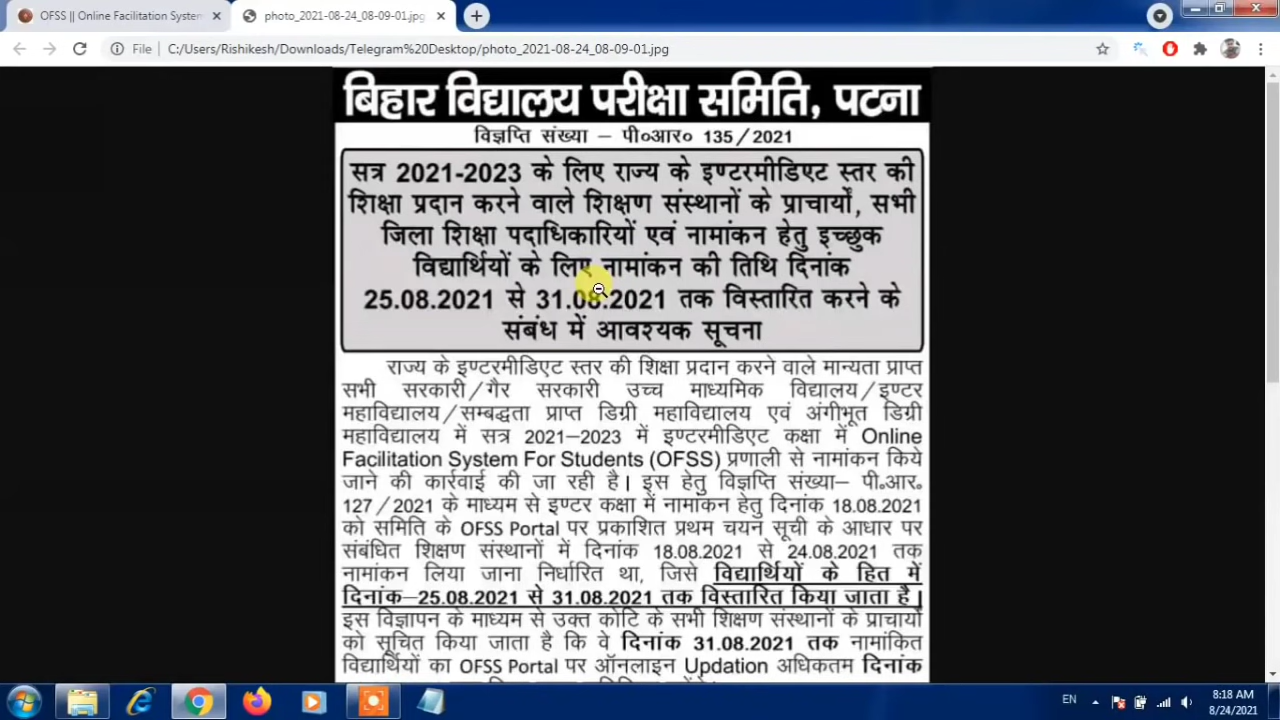 OFSS || Online Facilitation System
photo_2021-08-24_08-09-01.jpg
File
C:/Users/Rishikesh/Downloads/Telegram%20Desktop/photo_2021-08-24_08-09-01.jpg
बिहार विद्यालय परीक्षा समिति, पटना
विज्ञप्ति संख्या – पी०आर० 135/2021
सत्र 2021-2023 के लिए राज्य के इण्टरमीडिएट स्तर की
शिक्षा प्रदान करने वाले शिक्षण संस्थानों के प्राचार्यों, सभी
जिला शिक्षा पदाधिकारियों एवं नामांकन हेतु इच्छुक
विद्यार्थियों के लिए नामांकन की तिथि दिनांक
25.08.2021 से 31.08.2021 तक विस्तारित करने के
संबंध में आवश्यक सूचना
राज्य के इण्टरमीडिएट स्तर की शिक्षा प्रदान करने वाले मान्यता प्राप्त
सभी सरकारी/गैर सरकारी उच्च माध्यमिक विद्यालय/इण्टर
महाविद्यालय/सम्बद्धता प्राप्त डिग्री महाविद्यालय एवं अंगीभूत डिग्री
महाविद्यालय में सत्र 2021–2023 में इण्टरमीडिएट कक्षा में Online
Facilitation System For Students (OFSS) प्रणाली से नामांकन किये
जाने की कार्रवाई की जा रही है। इस हेतु विज्ञप्ति संख्या– पी०आर०
127/2021 के माध्यम से इण्टर कक्षा में नामांकन हेतु दिनांक 18.08.2021
को समिति के OFSS Portal पर प्रकाशित प्रथम चयन सूची के आधार पर
संबंधित शिक्षण संस्थानों में दिनांक 18.08.2021 से 24.08.2021 तक
नामांकन लिया जाना निर्धारित था, जिसे विद्यार्थियों के हित में
दिनांक–25.08.2021 से 31.08.2021 तक विस्तारित किया जाता है।
इस विज्ञापन के माध्यम से उक्त कोटि के सभी शिक्षण संस्थानों के प्राचार्यों
को सूचित किया जाता है कि वे दिनांक 31.08.2021 तक नामांकित
विद्यार्थियों का OFSS Portal पर ऑनलाइन Updation अधिकतम दिनांक
EN
8:18 AM
8/24/2021